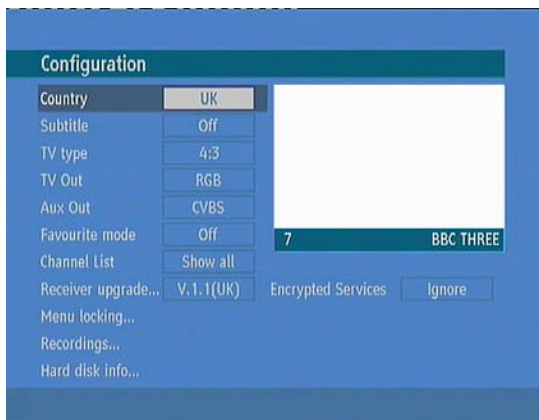 Configuration
Country UK
Subtitle Off
TV type 4:3
TV Out RGB
Aux Out CVBS
Favourite mode Off
7 BBC THREE
Channel List Show all
Receiver upgrade... V.1.1(UK) Encrypted Services Ignore
Menu locking...
Recordings...
Hard disk info...